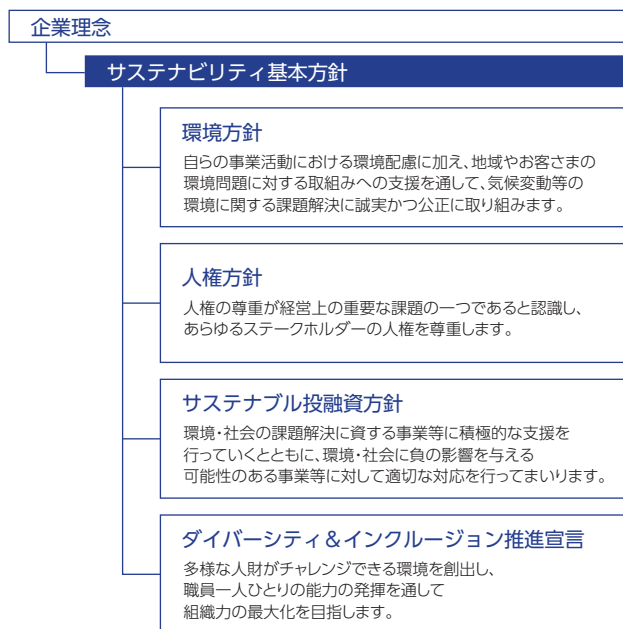 企業理念
サステナビリティ基本方針
環境方針
自らの事業活動における環境配慮に加え、地域やお客さまの
環境問題に対する取組みへの支援を通して、気候変動等の
環境に関する課題解決に誠実かつ公正に取り組みます。
人権方針
人権の尊重が経営上の重要な課題の一つであると認識し、
あらゆるステークホルダーの人権を尊重します。
サステナブル投融資方針
環境・社会の課題解決に資する事業等に積極的な支援を
行っていくとともに、環境・社会に負の影響を与える
可能性のある事業等に対して適切な対応を行ってまいります。
ダイバーシティ＆インクルージョン推進宣言
多様な人財がチャレンジできる環境を創出し、
職員一人ひとりの能力の発揮を通して
組織力の最大化を目指します。